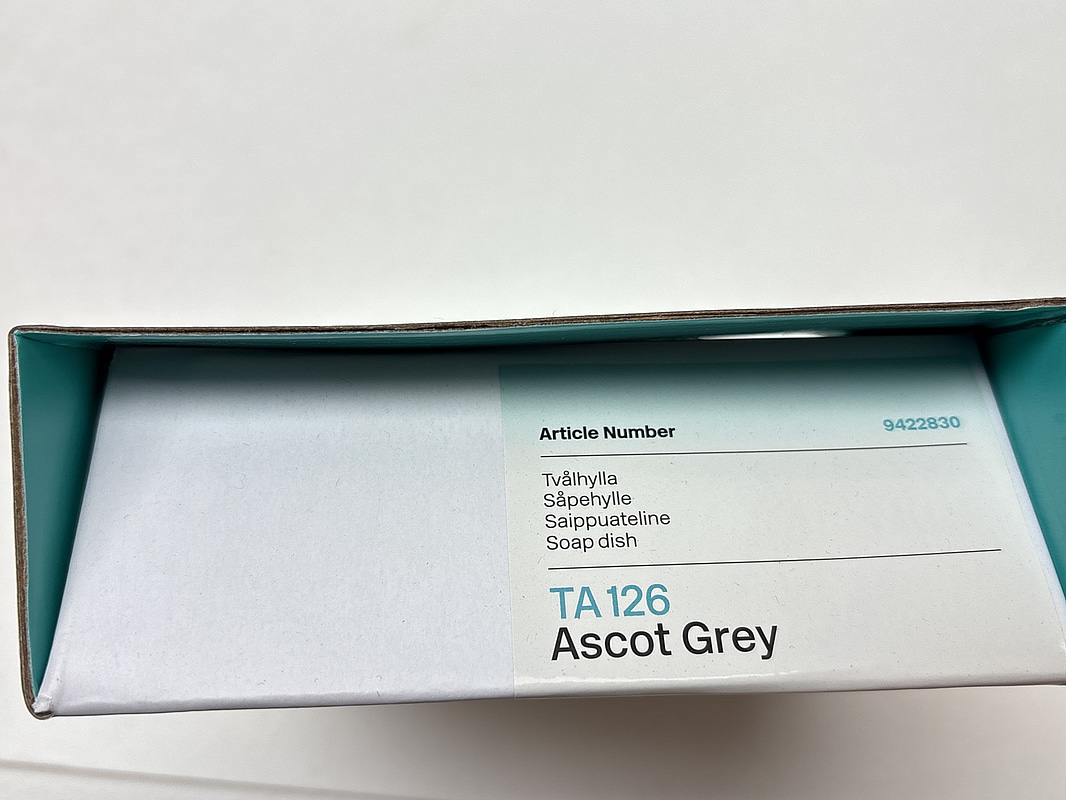 Article Number 9422830
Tvålhylla
Såpehylle
Saippuateline
Soap dish
TA 126
Ascot Grey